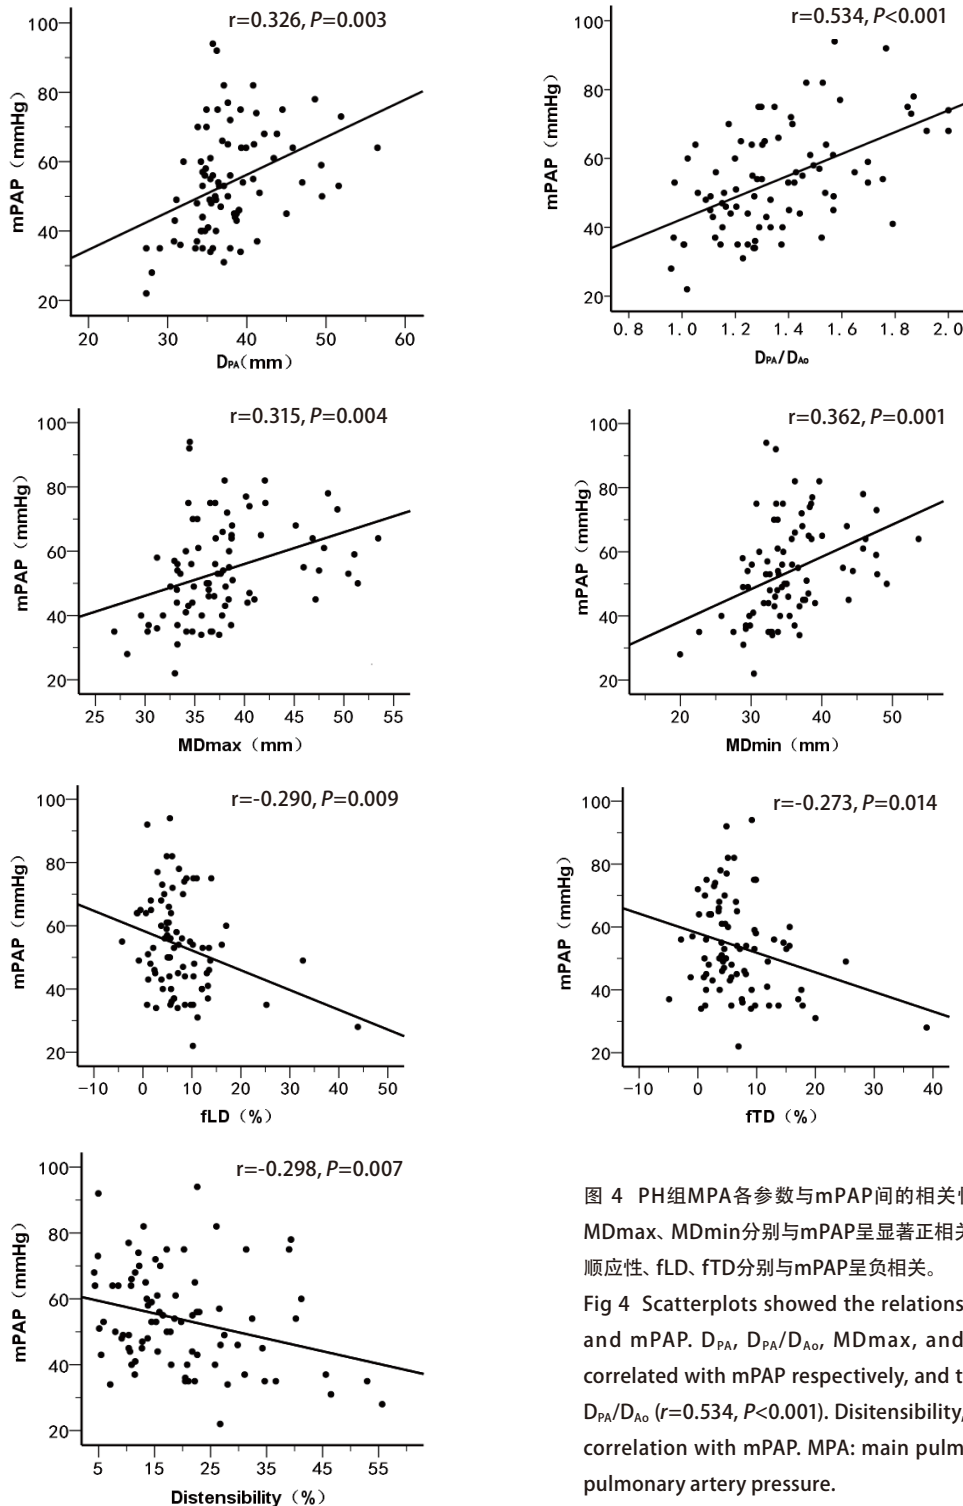 r=0.326, P=0.003
100
80
60
40
20
mPAP（mmHg）
20 30 40 50 60
DPA(mm)
r=0.534, P<0.001
100
80
60
40
20
mPAP（mmHg）
0.8 1.0 1.2 1.4 1.6 1.8 2.0
DPA/DAo
r=0.315, P=0.004
100
80
60
40
20
mPAP（mmHg）
25 30 35 40 45 50 55
MDmax（mm）
r=0.362, P=0.001
100
80
60
40
20
mPAP（mmHg）
20 30 40 50
MDmin（mm）
r=-0.290, P=0.009
100
80
60
40
20
mPAP（mmHg）
−10 0 10 20 30 40 50
fLD（%）
r=-0.273, P=0.014
100
80
60
40
20
mPAP（mmHg）
−10 0 10 20 30 40
fTD（%）
r=-0.298, P=0.007
100
80
60
40
20
mPAP（mmHg）
5 15 25 35 45 55
Distensibility（%）
图 4 PH组MPA各参数与mPAP间的相关
MDmax、MDmin分别与mPAP呈显著正相
顺应性、fLD、fTD分别与mPAP呈负相关。
Fig 4 Scatterplots showed the
and mPAP. DPA, DPA/DAo, MDmax, and
correlated with mPAP respectively, and
DPA/DAo (r=0.534, P<0.001). Disitensibility,
correlation with mPAP. MPA: main
pulmonary artery pressure.